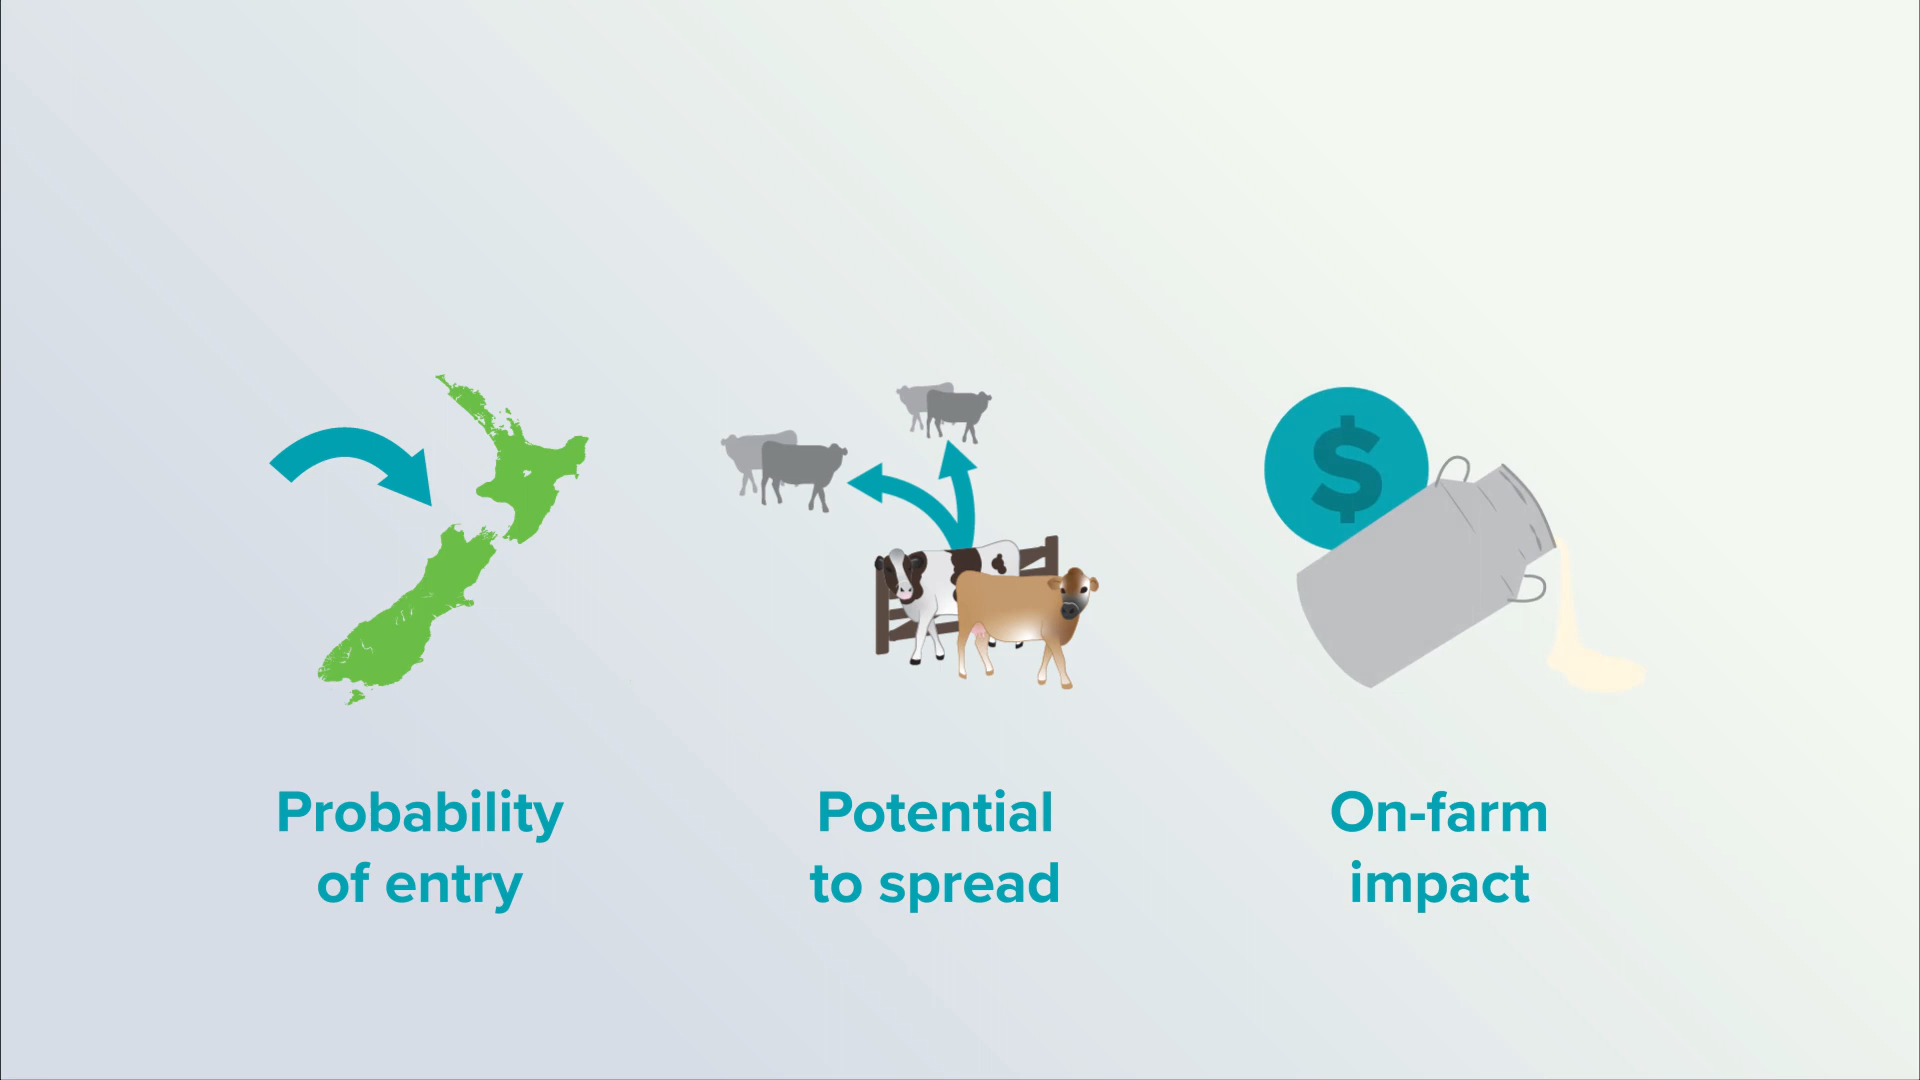 $
Probability
of entry
Potential
to spread
On-farm
impact